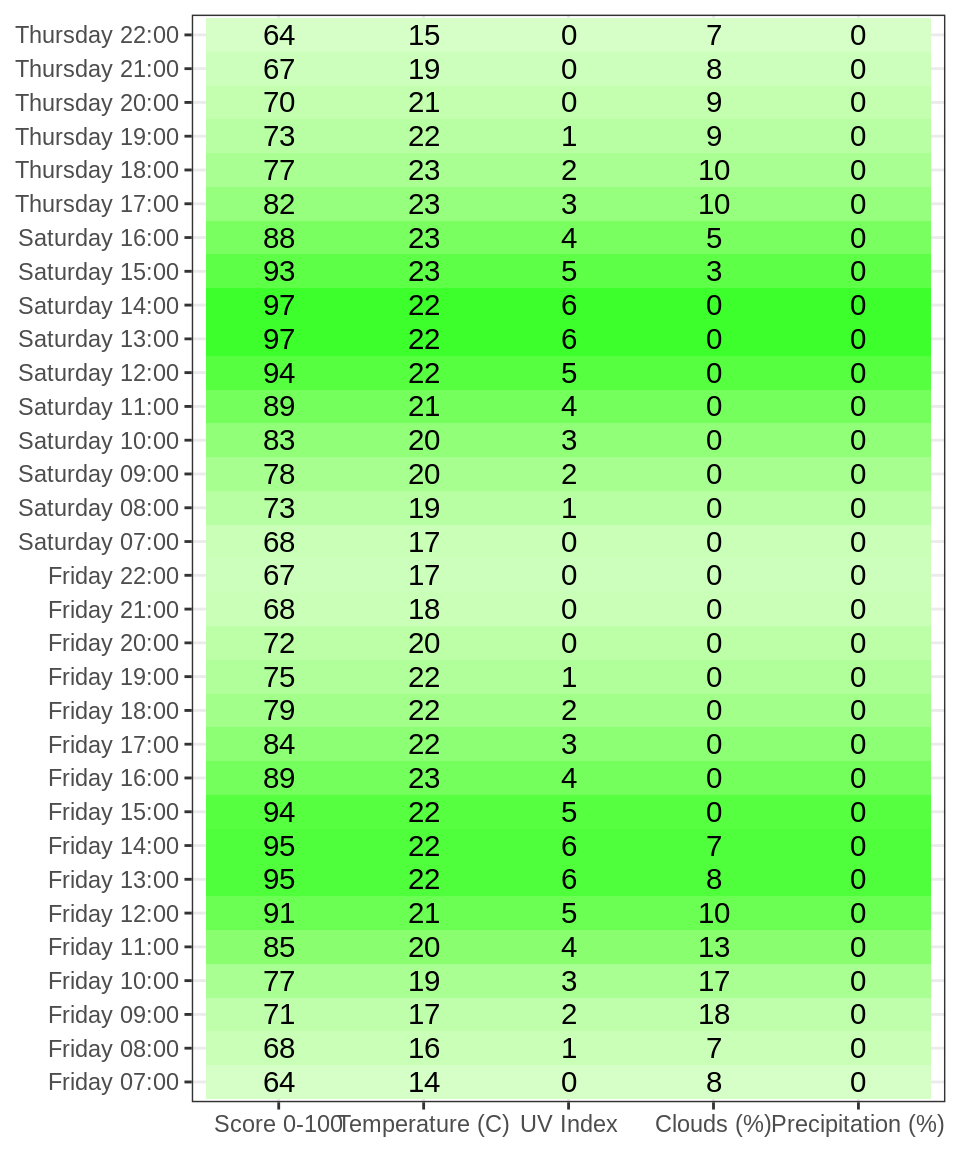 Thursday 22:00 64 15 0 7 0
Thursday 21:00 67 19 0 8 0
Thursday 20:00 70 21 0 9 0
Thursday 19:00 73 22 1 9 0
Thursday 18:00 77 23 2 10 0
Thursday 17:00 82 23 3 10 0
Saturday 16:00 88 23 4 5 0
Saturday 15:00 93 23 5 3 0
Saturday 14:00 97 22 6 0 0
Saturday 13:00 97 22 6 0 0
Saturday 12:00 94 22 5 0 0
Saturday 11:00 89 21 4 0 0
Saturday 10:00 83 20 3 0 0
Saturday 09:00 78 20 2 0 0
Saturday 08:00 73 19 1 0 0
Saturday 07:00 68 17 0 0 0
Friday 22:00 67 17 0 0 0
Friday 21:00 68 18 0 0 0
Friday 20:00 72 20 0 0 0
Friday 19:00 75 22 1 0 0
Friday 18:00 79 22 2 0 0
Friday 17:00 84 22 3 0 0
Friday 16:00 89 23 4 0 0
Friday 15:00 94 22 5 0 0
Friday 14:00 95 22 6 7 0
Friday 13:00 95 22 6 8 0
Friday 12:00 91 21 5 10 0
Friday 11:00 85 20 4 13 0
Friday 10:00 77 19 3 17 0
Friday 09:00 71 17 2 18 0
Friday 08:00 68 16 1 7 0
Friday 07:00 64 14 0 8 0
Score 0-100 Temperature (C) UV Index Clouds (%) Precipitation (%)